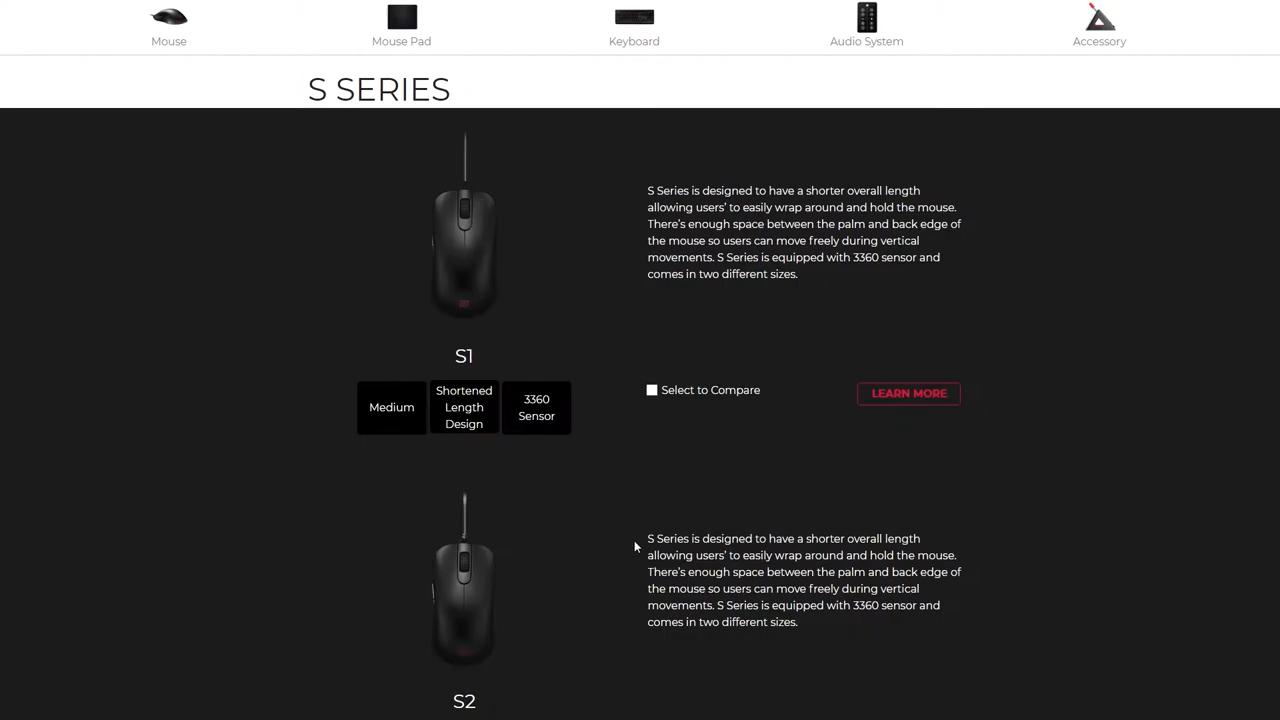 Mouse
Mouse Pad
Keyboard
Audio System
Accessory
S SERIES
S Series is designed to have a shorter overall length
allowing users' to easily wrap around and hold the mouse.
There's enough space between the palm and back edge of
the mouse so users can move freely during vertical
movements. S Series is equipped with 3360 sensor and
comes in two different sizes.
S1
Medium
Shortened
Length
Design
3360
Sensor
Select to Compare
LEARN MORE
S Series is designed to have a shorter overall length
allowing users' to easily wrap around and hold the mouse.
There's enough space between the palm and back edge of
the mouse so users can move freely during vertical
movements. S Series is equipped with 3360 sensor and
comes in two different sizes.
S2